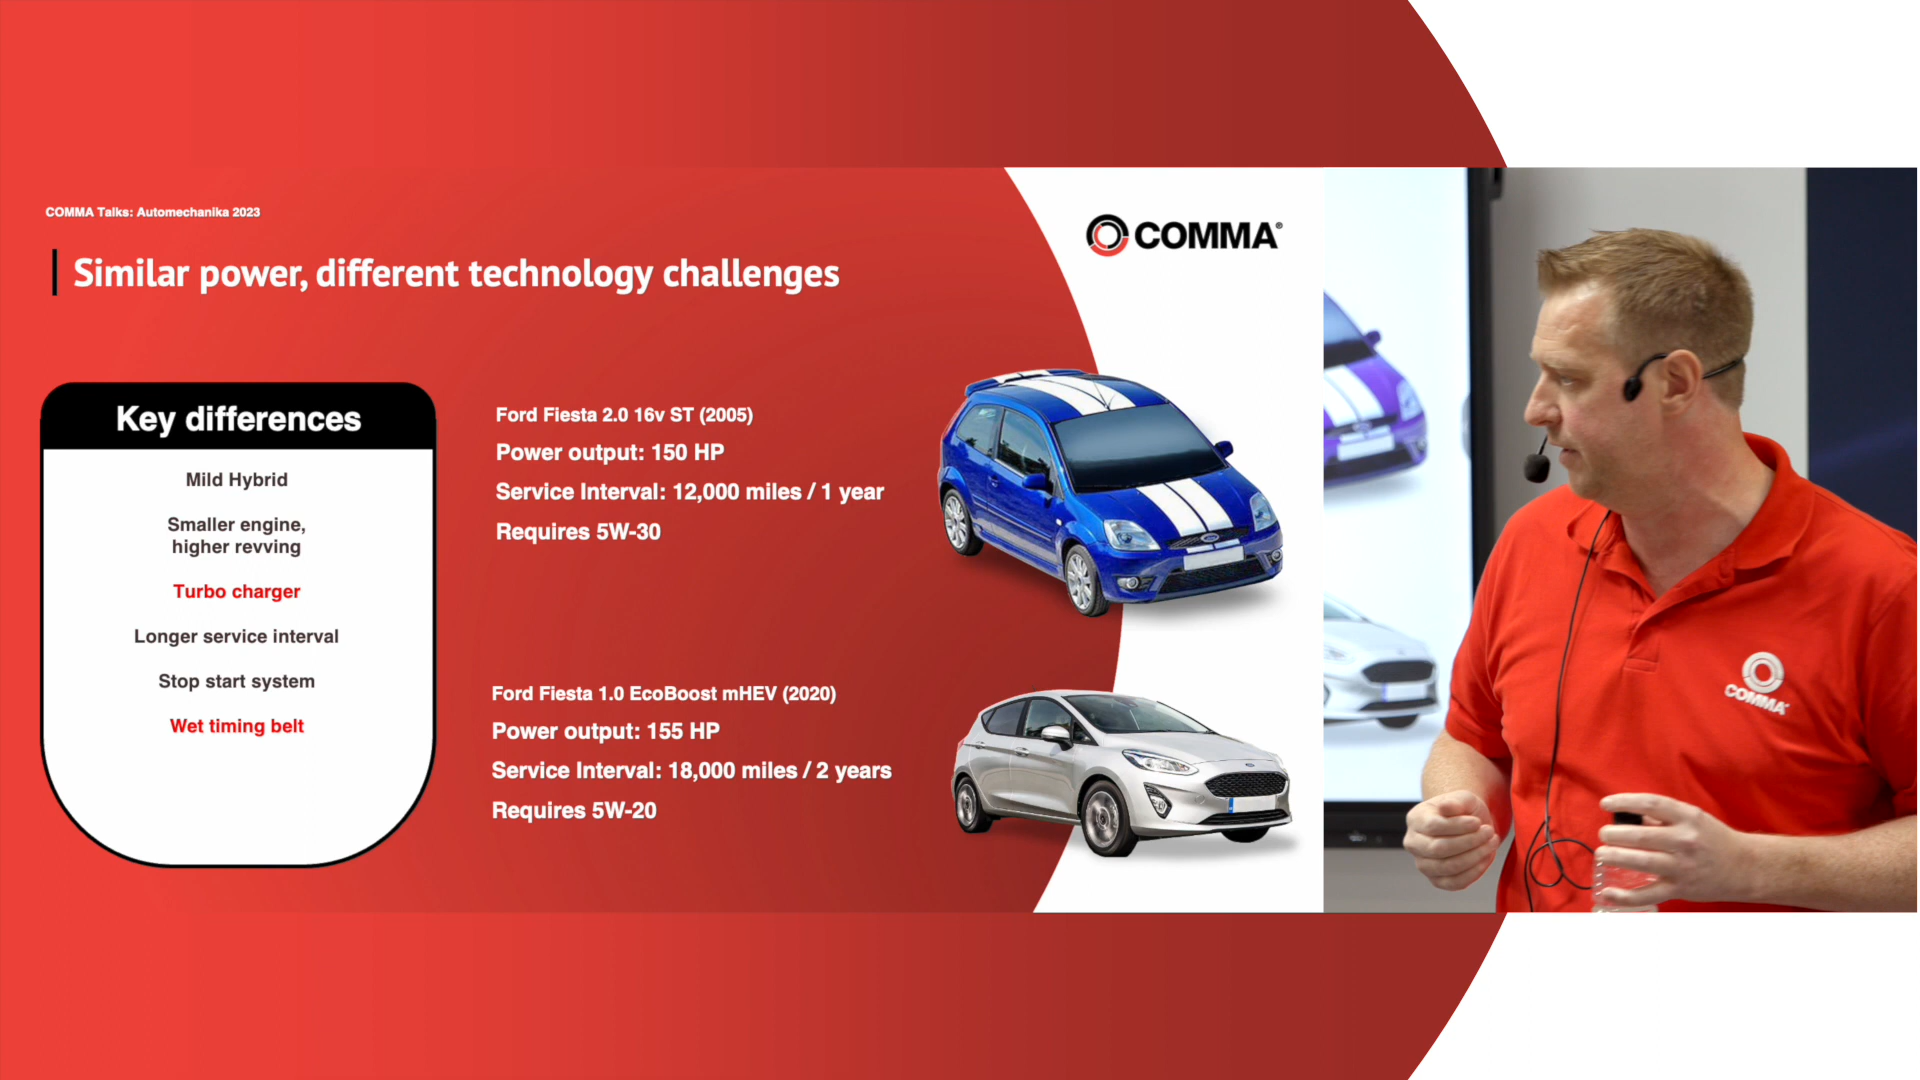 COMMA Talks: Automechanika 2023
COMMA®
Similar power, different technology challenges
Key differences
Mild Hybrid
Smaller engine,
higher revving
Turbo charger
Longer service interval
Stop start system
Wet timing belt
Ford Fiesta 2.0 16v ST (2005)
Power output: 150 HP
Service Interval: 12,000 miles / 1 year
Requires 5W-30
Ford Fiesta 1.0 EcoBoost mHEV (2020)
Power output: 155 HP
Service Interval: 18,000 miles / 2 years
Requires 5W-20
COMMA